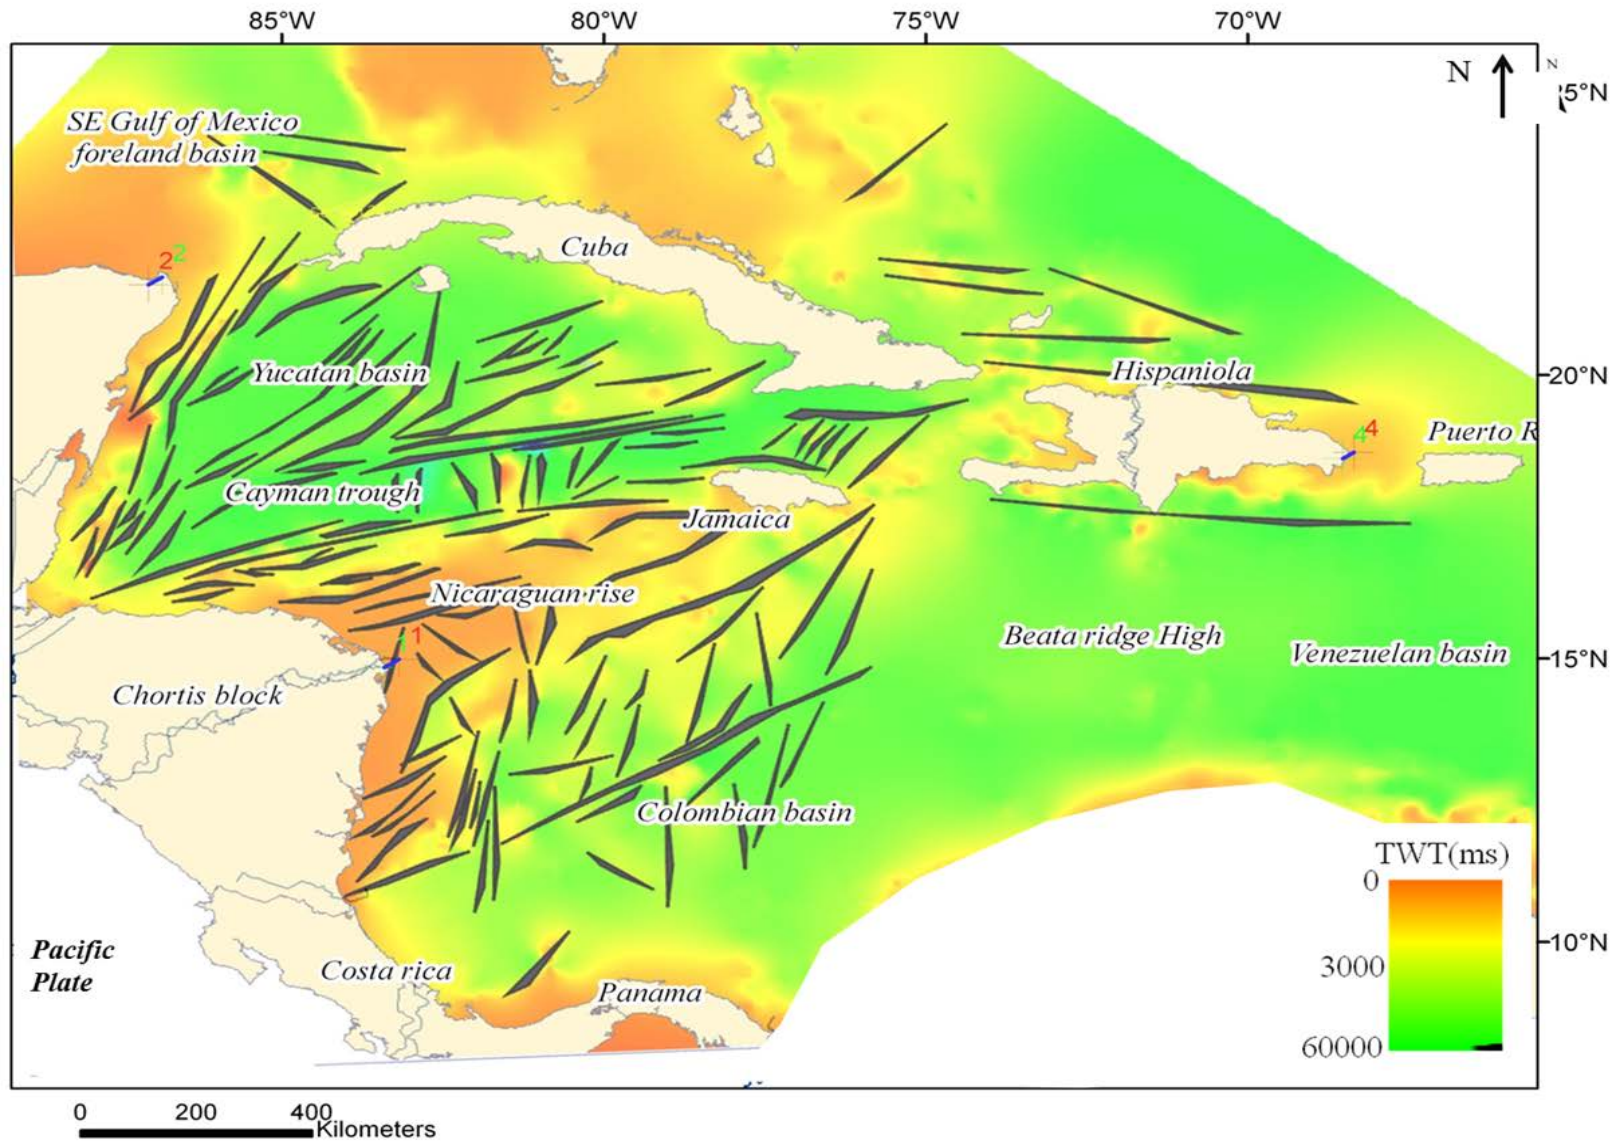 85°W 80°W 75°W 70°W
N
N
5°N
SE Gulf of Mexico
foreland basin
Cuba
2 2
Yucatan basin
Hispaniola
20°N
4 4
Puerto R
Cayman trough
Jamaica
Nicaraguan rise
1
Beata ridge High
Venezuelan basin
15°N
Chortis block
Colombian basin
TWT(ms)
0
3000
60000
10°N
Pacific
Plate
Costa rica
Panama
0 200 400
Kilometers